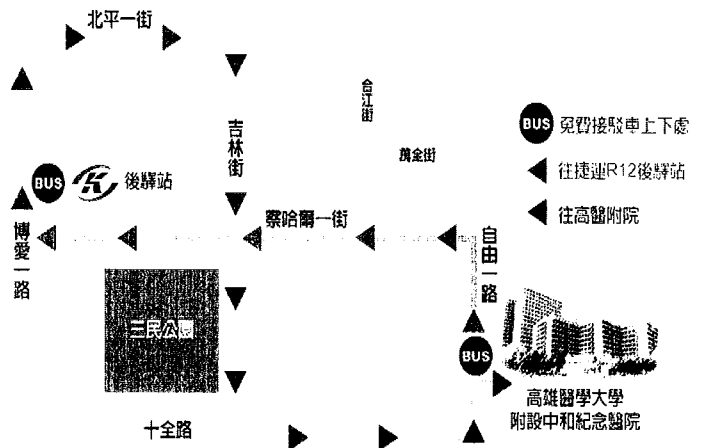 北平一街
吉林街
合江街
萬全街
BUS 免費接駁車上下處
往捷運R12後驛站
往高醫附院
BUS 後驛站
博愛一路
察哈爾一街
自由一路
三民公園
BUS
高雄醫學大學
附設中和紀念醫院
十全路